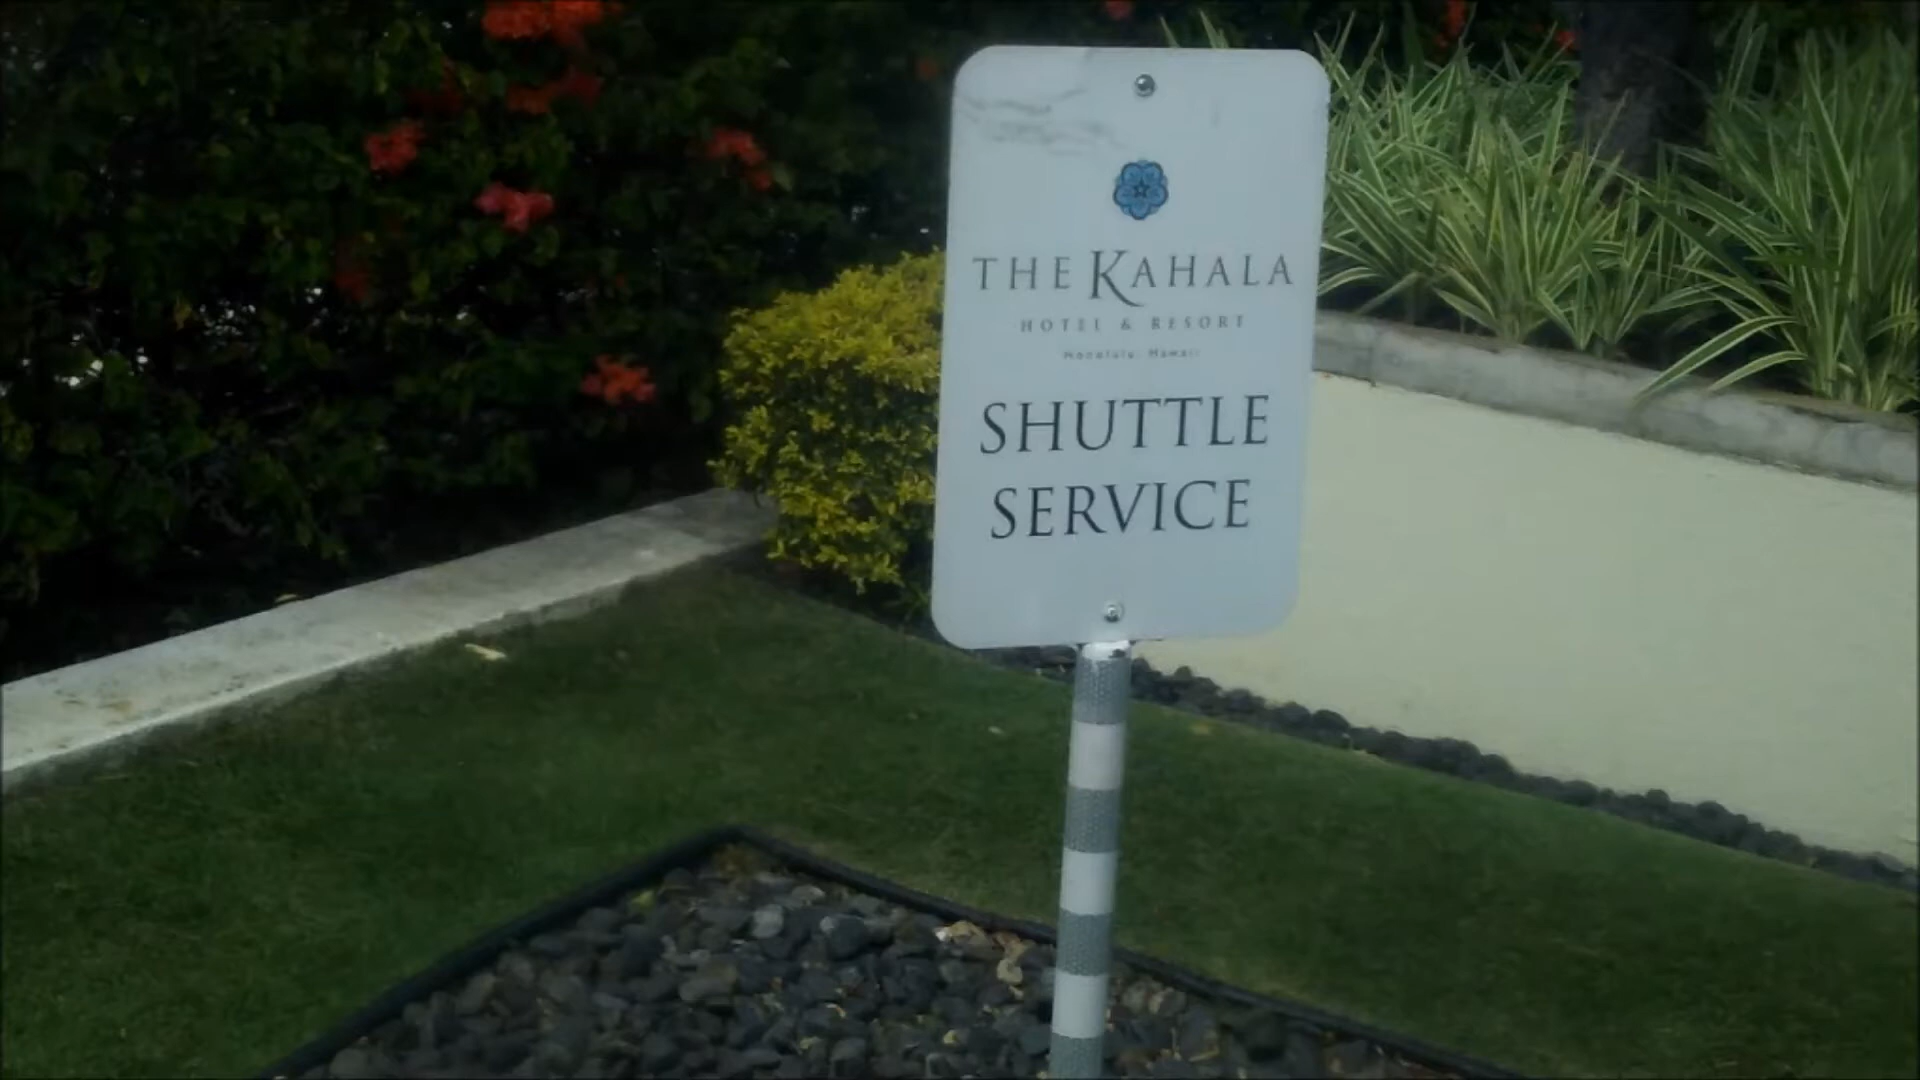 THE KAHALA
HOTEL & RESORT
Honolulu, Hawaii
SHUTTLE
SERVICE